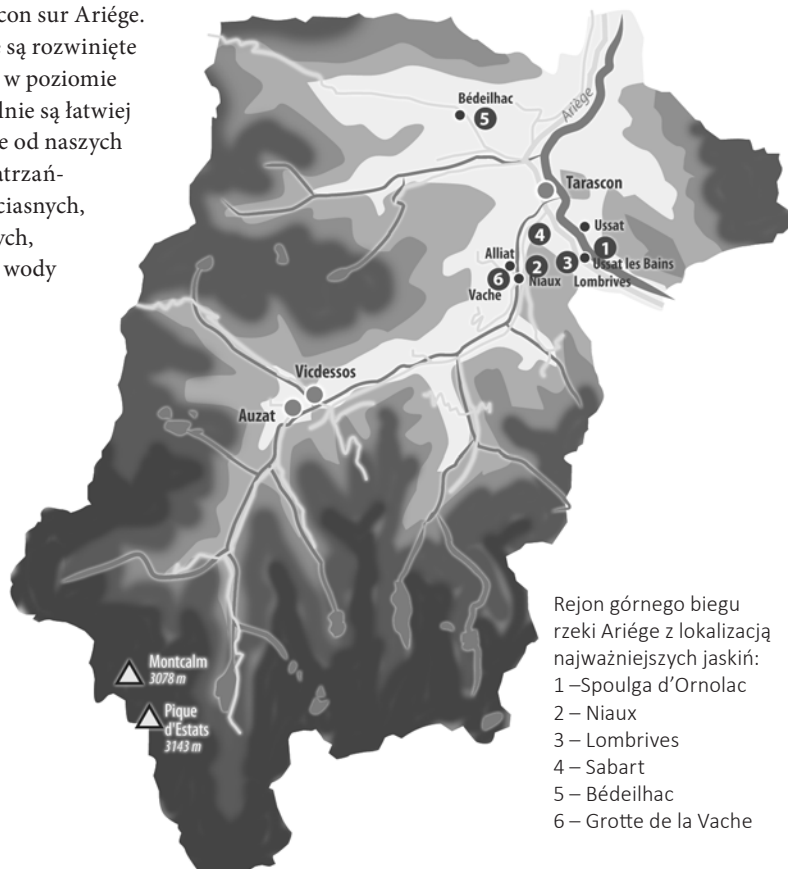 con sur Ariége.
są rozwinięte
w poziomie
lnie są łatwiej
e od naszych
atrzań-
ciasnych,
ych,
wody
Bédeilhac
5
Ariège
Tarascon
Ussat
4
1
Alliat
3
Ussat les Bains
6
2
Niaux
Lombrives
Vache
Vicdessos
Auzat
Montcalm
3078 m
Pique
d'Estats
3143 m
Rejon górnego biegu
rzeki Ariége z lokalizacją
najważniejszych jaskiń:
1 –Spoulga d’Ornolac
2 – Niaux
3 – Lombrives
4 – Sabart
5 – Bédeilhac
6 – Grotte de la Vache